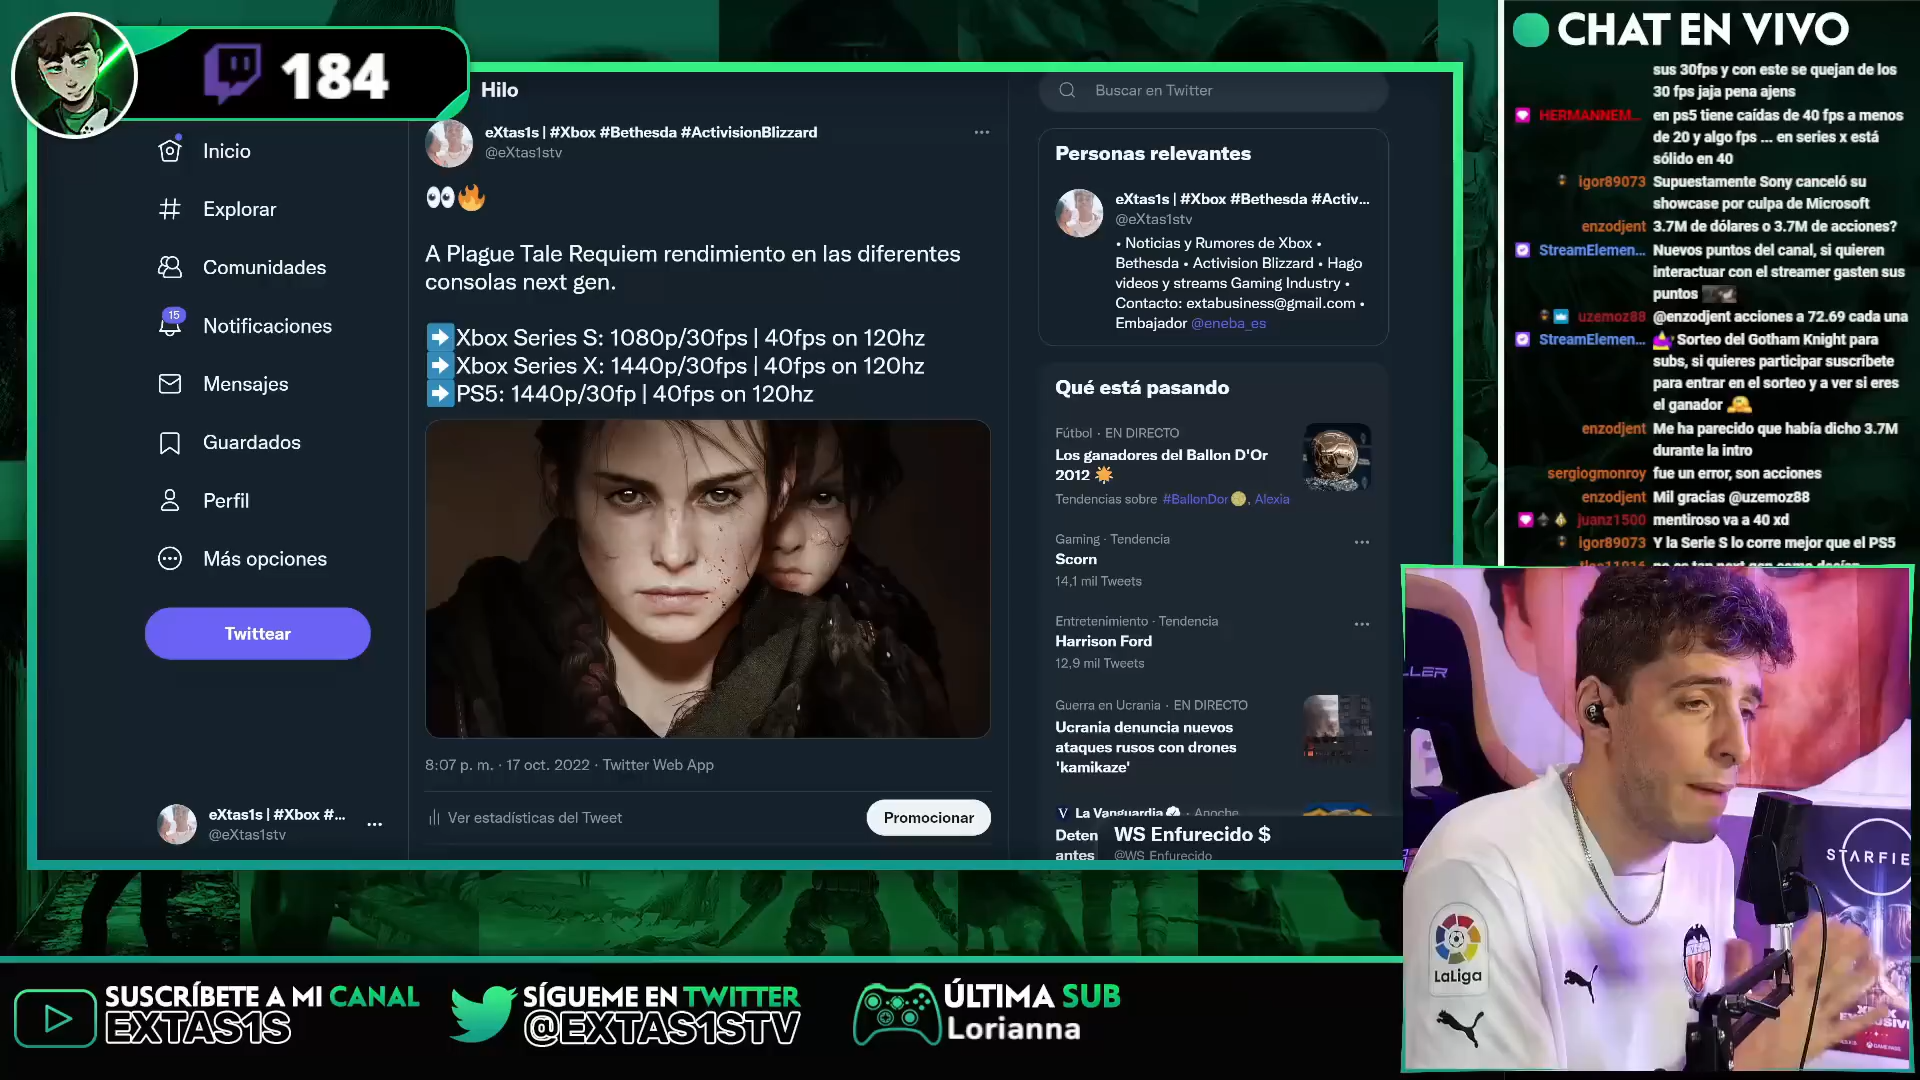 184
Hilo
Inicio
Explorar
Comunidades
15
Notificaciones
Mensajes
Guardados
Perfil
Más opciones
Twittear
eXtas1s | #Xbox #...
@eXtas1stv
eXtas1s | #Xbox #Bethesda #ActivisionBlizzard
@eXtas1stv
A Plague Tale Requiem rendimiento en las diferentes
consolas next gen.
Xbox Series S: 1080p/30fps | 40fps on 120hz
Xbox Series X: 1440p/30fps | 40fps on 120hz
PS5: 1440p/30fp | 40fps on 120hz
8:07 p. m. · 17 oct. 2022 · Twitter Web App
Ver estadísticas del Tweet
Promocionar
Buscar en Twitter
Personas relevantes
eXtas1s | #Xbox #Bethesda #Activ...
@eXtas1stv
• Noticias y Rumores de Xbox •
Bethesda • Activision Blizzard • Hago
videos y streams Gaming Industry •
Contacto: extabusiness@gmail.com •
Embajador @eneba_es
Qué está pasando
Fútbol · EN DIRECTO
Los ganadores del Ballon D'Or
2012
Tendencias sobre #BallonDor, Alexia
Gaming · Tendencia
Scorn
14,1 mil Tweets
Entretenimiento · Tendencia
Harrison Ford
12,9 mil Tweets
Guerra en Ucrania · EN DIRECTO
Ucrania denuncia nuevos
ataques rusos con drones
'kamikaze'
La Vanguardia · Anoche
Deten
antes
WS Enfurecido $
@WS_Enfurecido
CHAT EN VIVO
sus 30fps y con este se quejan de los
30 fps jaja pena ajens
HERMANNEM... en ps5 tiene caídas de 40 fps a menos
de 20 y algo fps ... en series x está
sólido en 40
igor89073 Supuestamente Sony canceló su
showcase por culpa de Microsoft
enzodjent 3.7M de dólares o 3.7M de acciones?
StreamElemen... Nuevos puntos del canal, si quieren
interactuar con el streamer gasten sus
puntos
uzemoz88 @enzodjent acciones a 72.69 cada una
StreamElemen... Sorteo del Gotham Knight para
subs, si quieres participar suscríbete
para entrar en el sorteo y a ver si eres
el ganador
enzodjent Me ha parecido que había dicho 3.7M
durante la intro
sergiogmonroy fue un error, son acciones
enzodjent Mil gracias @uzemoz88
juanz1500 mentiroso va a 40 xd
igor89073 Y la Serie S lo corre mejor que el PS5
LLER
STARFIE
LaLiga
SUSCRÍBETE A MI CANAL
EXTAS1S
SÍGUEME EN TWITTER
@EXTAS1STV
ÚLTIMA SUB
Lorianna